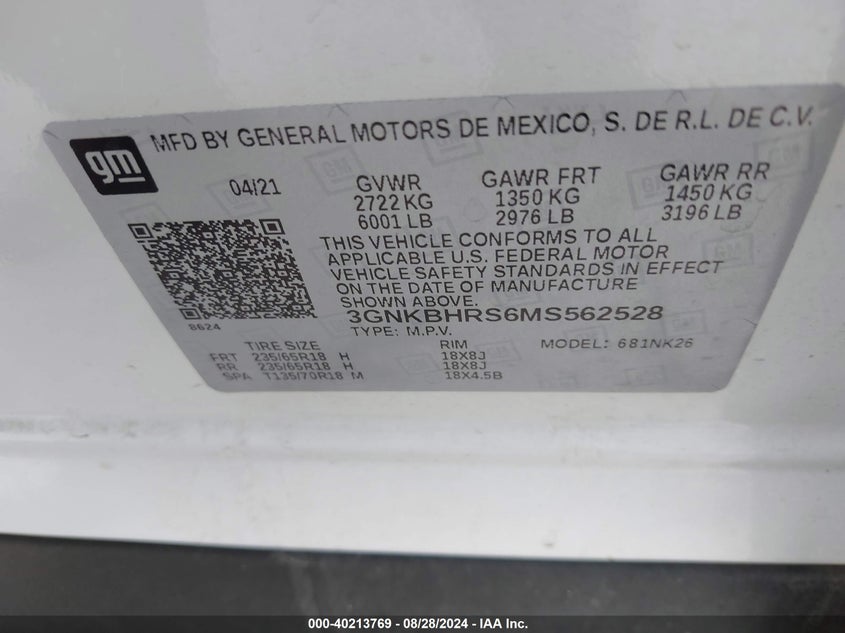 gm
MFD BY GENERAL MOTORS DE MEXICO, S. DE R.L. DE C.V.
04/21 GVWR GAWR FRT GAWR RR
2722 KG 1350 KG 1450 KG
6001 LB 2976 LB 3196 LB
THIS VEHICLE CONFORMS TO ALL
APPLICABLE U.S. FEDERAL MOTOR
VEHICLE SAFETY STANDARDS IN EFFECT
ON THE DATE OF MANUFACTURE
SHOWN ABOVE.
8624 3GNKBHRS6MS562528
TYPE: M.P.V.
TIRE SIZE RIM MODEL: 681NK26
FRT 235/65R18 H 18X8J
RR 235/65R18 H 18X8J
SPA T135/70R18 M 18X4.5B
000-40213769 | 08/28/2024 - IAA Inc.